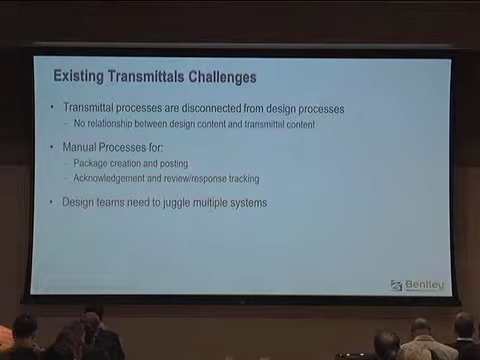 Existing Transmittals Challenges
• Transmittal processes are disconnected from design processes
– No relationship between design content and transmittal content
• Manual Processes for:
– Package creation and posting
– Acknowledgement and review/response tracking
• Design teams need to juggle multiple systems
Bentley